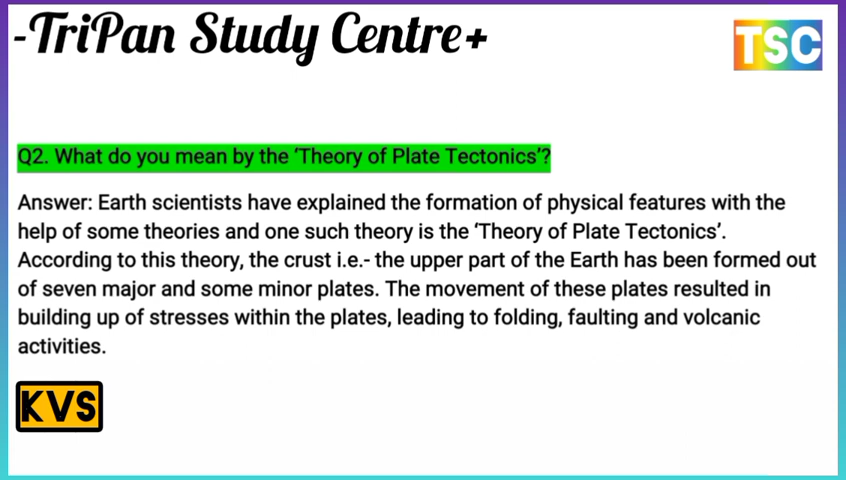 -TriPan Study Centre+
TSC
Q2. What do you mean by the ‘Theory of Plate Tectonics’?
Answer: Earth scientists have explained the formation of physical features with the
help of some theories and one such theory is the ‘Theory of Plate Tectonics’.
According to this theory, the crust i.e.- the upper part of the Earth has been formed out
of seven major and some minor plates. The movement of these plates resulted in
building up of stresses within the plates, leading to folding, faulting and volcanic
activities.
KVS